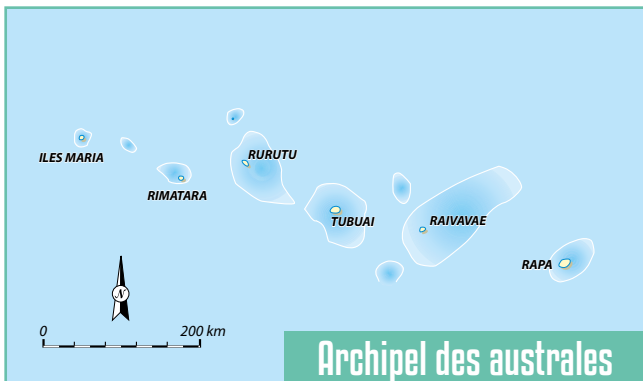 ILES MARIA
RIMATARA
RURUTU
TUBUAI
RAIVAVAE
RAPA
N
0 200 km
Archipel des australes